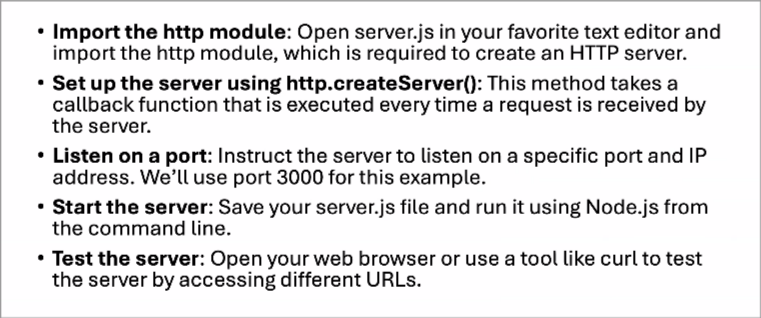 • Import the http module: Open server.js in your favorite text editor and
import the http module, which is required to create an HTTP server.
• Set up the server using http.createServer(): This method takes a
callback function that is executed every time a request is received by
the server.
• Listen on a port: Instruct the server to listen on a specific port and IP
address. We’ll use port 3000 for this example.
• Start the server: Save your server.js file and run it using Node.js from
the command line.
• Test the server: Open your web browser or use a tool like curl to test
the server by accessing different URLs.